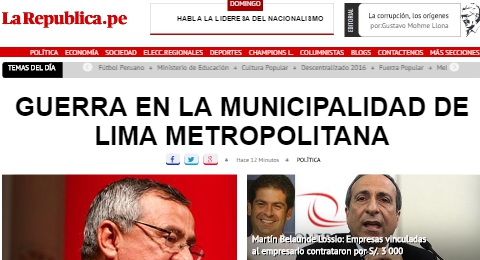 LaRepublica.pe
DOMINGO
HABLA LA LIDERESA DEL NACIONALISMO
EDITORIAL
La corrupción, los orígenes
por:Gustavo Mohme Llona
POLÍTICA ECONOMÍA SOCIEDAD ELECC.REGIONALES DEPORTES CHAMPIONS L. COLUMNISTAS BLOGS CONTACTENOS MÁS SECCIONES
TEMAS DEL DÍA
Fútbol Peruano + Ministerio de Educación + Cultura Popular + Descentralizado 2016 + Fuerza Popular + Mel
GUERRA EN LA MUNICIPALIDAD DE
LIMA METROPOLITANA
Hace 12 Minutos + POLÍTICA
Martín Belaunde Lossio: Empresas vinculadas
al empresario contrataron por S/. 3 000